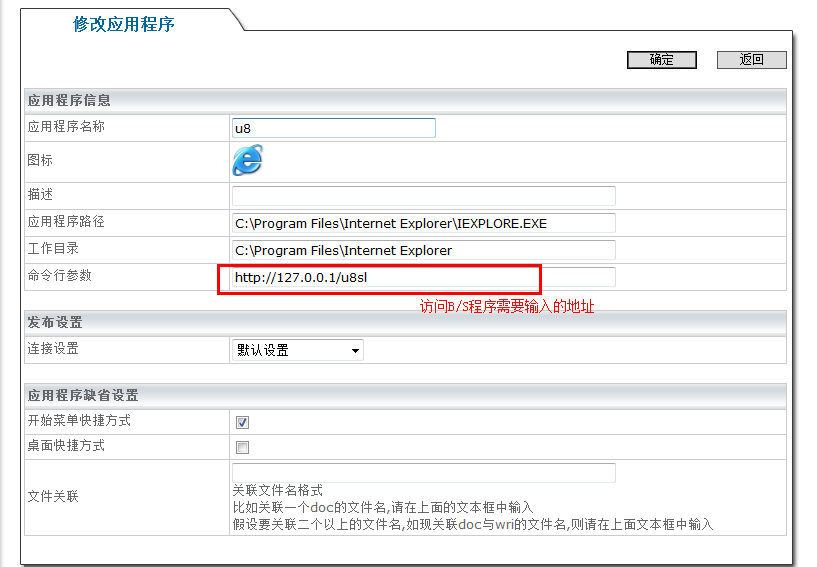 修改应用程序
确定
返回
应用程序信息
应用程序名称
u8
图标
描述
应用程序路径
C:\Program Files\Internet Explorer\IEXPLORE.EXE
工作目录
C:\Program Files\Internet Explorer
命令行参数
http://127.0.0.1/u8sl
访问B/S程序需要输入的地址
发布设置
连接设置
默认设置
应用程序缺省设置
开始菜单快捷方式
桌面快捷方式
文件关联
关联文件名格式
比如关联一个doc的文件名,请在上面的文本框中输入
假设要关联二个以上的文件名,如现关联doc与wri的文件名,则请在上面文本框中输入